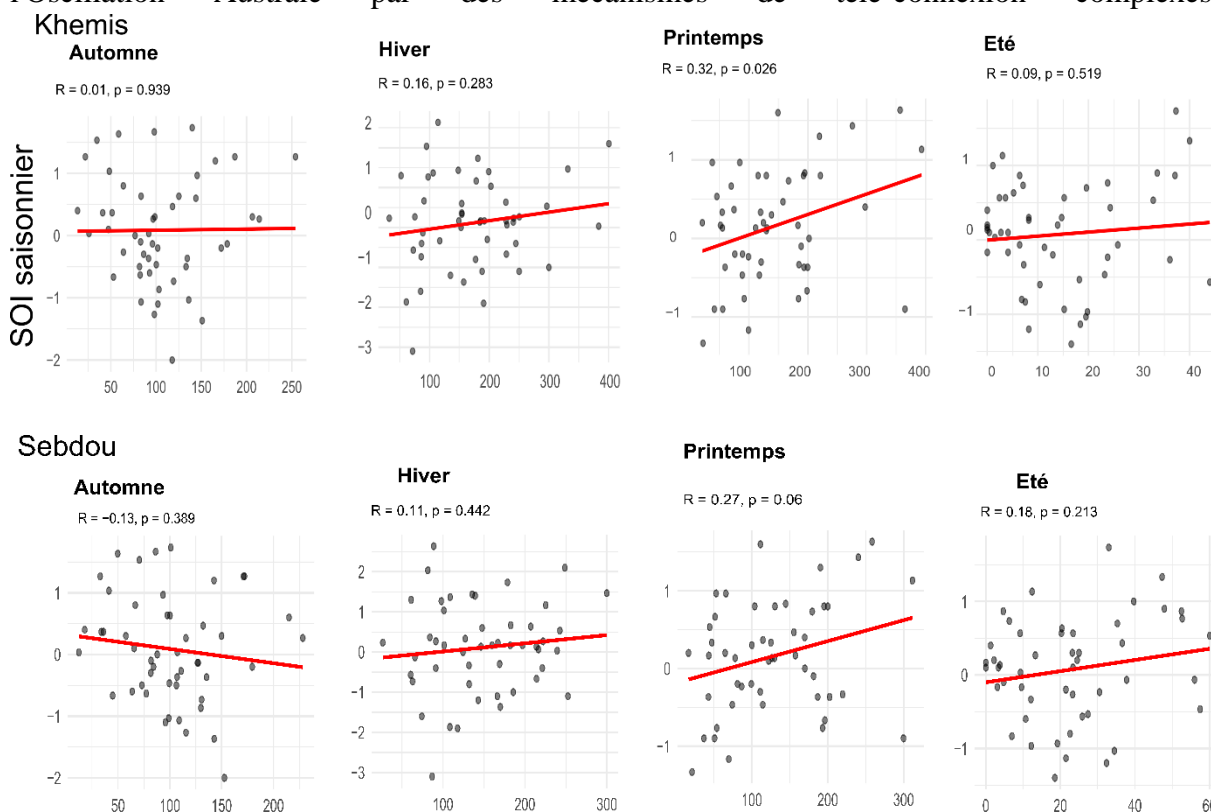 l'Oscillation Australe par des mécanismes de télé-connexion complexes
Khemis
Automne
R = 0.01, p = 0.939
Hiver
R = 0.16, p = 0.283
Printemps
R = 0.32, p = 0.026
Eté
R = 0.09, p = 0.519
SOI saisonnier
1
0
−1
−2
50 100 150 200 250
2
1
0
−1
−2
−3
100 200 300 400
1
0
−1
100 200 300 400
1
0
−1
0 10 20 30 40
Sebdou
Automne
R = −0.13, p = 0.389
Hiver
R = 0.11, p = 0.442
Printemps
R = 0.27, p = 0.06
Eté
R = 0.18, p = 0.213
1
0
−1
−2
50 100 150 200
2
1
0
−1
−2
−3
100 200 300
1
0
−1
100 200 300
1
0
−1
0 20 40 60